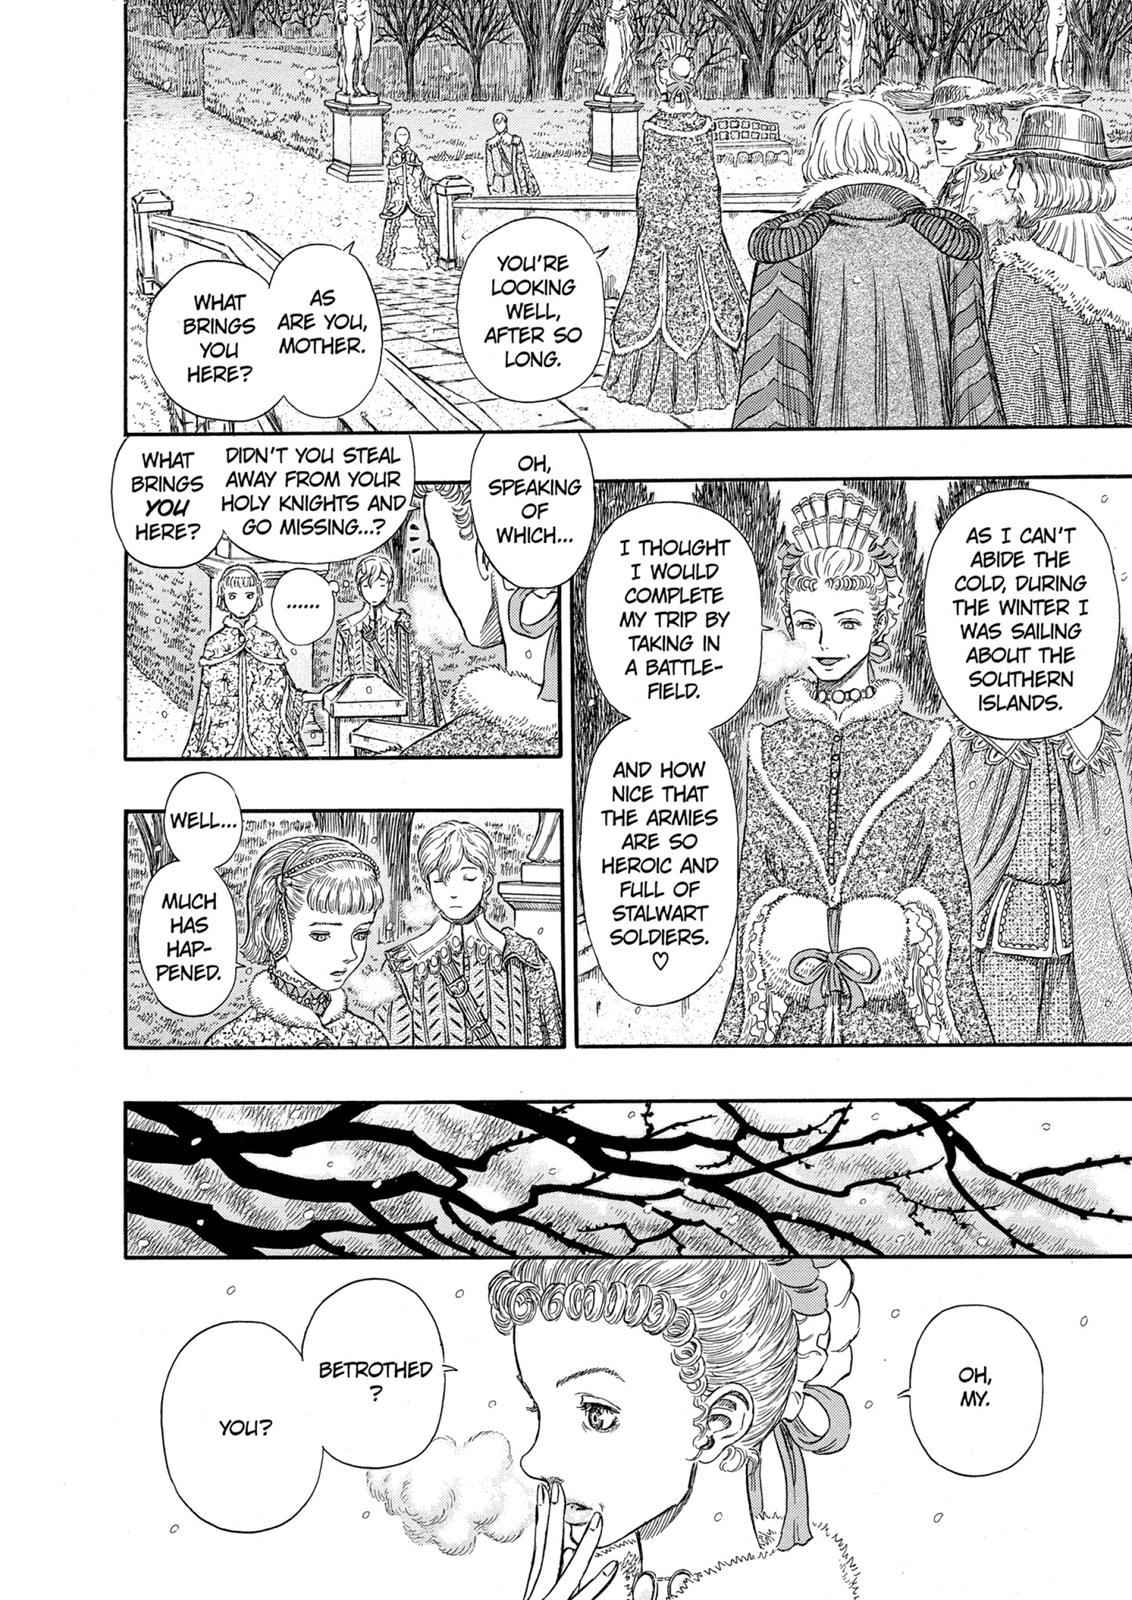 YOU'RE
LOOKING
WELL,
AFTER SO
LONG.
AS
ARE YOU,
MOTHER.
WHAT
BRINGS
YOU
HERE?
AS I CAN'T
ABIDE THE
COLD, DURING
THE WINTER I
WAS SAILING
ABOUT THE
SOUTHERN
ISLANDS.
I THOUGHT
I WOULD
COMPLETE
MY TRIP BY
TAKING IN
A BATTLE-
FIELD.
AND HOW
NICE THAT
THE ARMIES
ARE SO
HEROIC AND
FULL OF
STALWART
SOLDIERS.
♡
OH,
SPEAKING
OF
WHICH...
DIDN'T YOU STEAL
AWAY FROM YOUR
HOLY KNIGHTS AND
GO MISSING...?
WHAT
BRINGS
YOU
HERE?
......
WELL...
MUCH
HAS
HAP-
PENED.
OH,
MY.
BETROTHED
?
YOU?